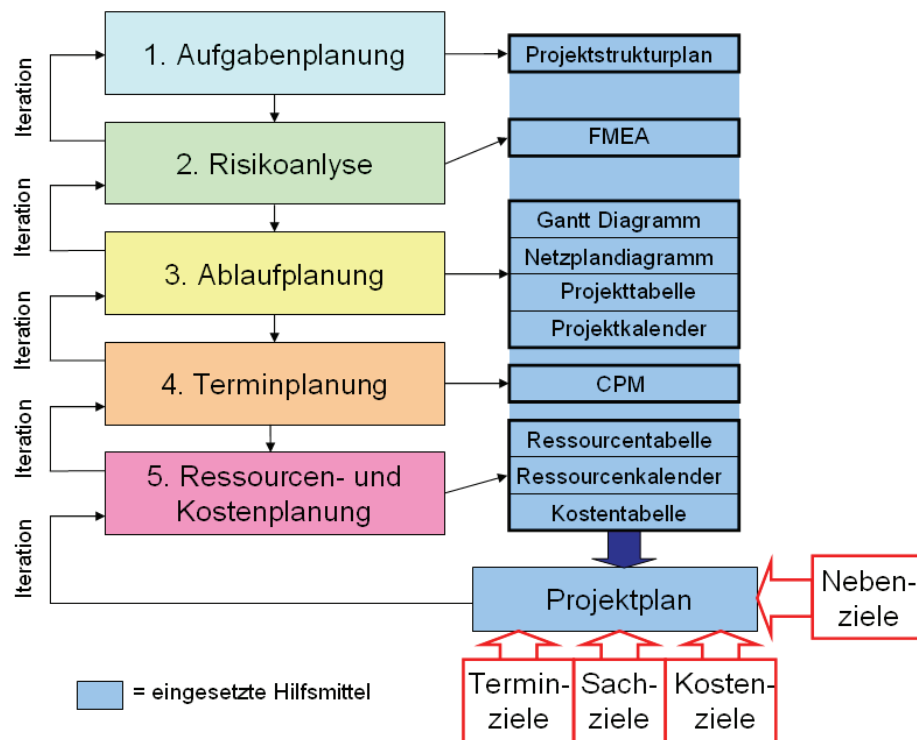 1. Aufgabenplanung
Projektstrukturplan
Iteration
2. Risikoanlyse
FMEA
Iteration
3. Ablaufplanung
Gantt Diagramm
Netzplandiagramm
Projekttabelle
Projektkalender
Iteration
4. Terminplanung
CPM
Iteration
5. Ressourcen- und
Kostenplanung
Ressourcentabelle
Ressourcenkalender
Kostentabelle
Iteration
Projektplan
Neben-
ziele
Termin-
ziele
Sach-
ziele
Kosten-
ziele
= eingesetzte Hilfsmittel